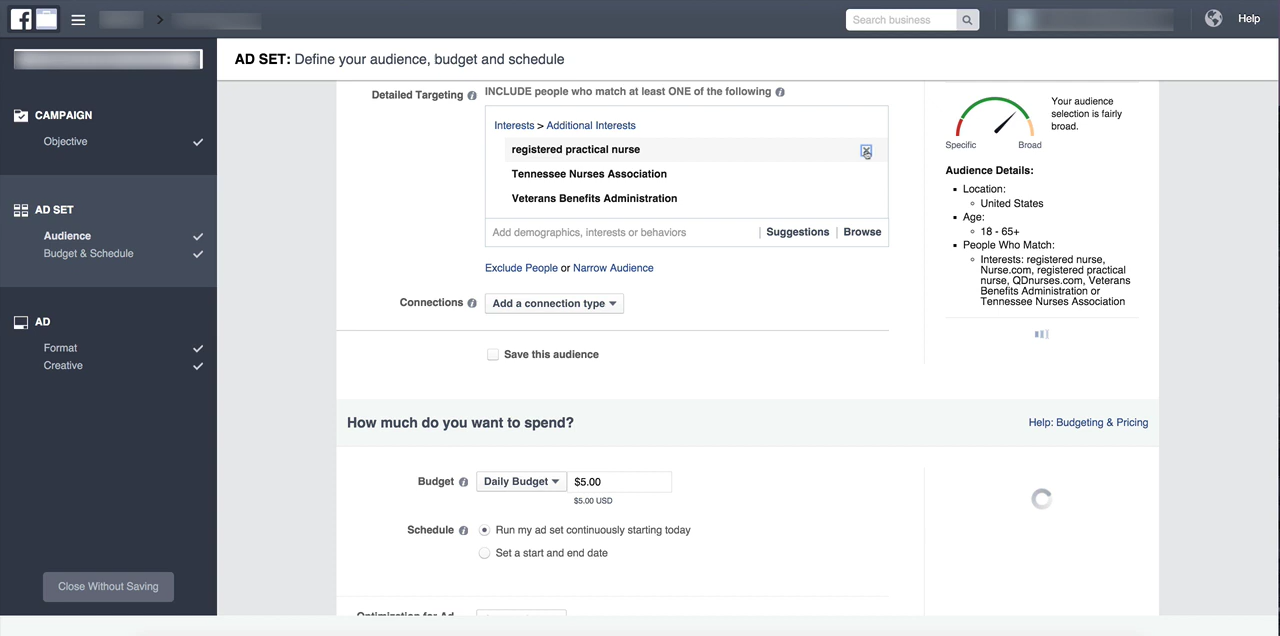 Search business
Help
AD SET: Define your audience, budget and schedule
CAMPAIGN
Objective
AD SET
Audience
Budget & Schedule
AD
Format
Creative
Close Without Saving
Detailed Targeting
INCLUDE people who match at least ONE of the following
Interests > Additional Interests
registered practical nurse
Tennessee Nurses Association
Veterans Benefits Administration
Add demographics, interests or behaviors | Suggestions | Browse
Exclude People or Narrow Audience
Connections Add a connection type
Save this audience
Your audience
selection is fairly
broad.
Specific Broad
Audience Details:
Location:
United States
Age:
18 - 65+
People Who Match:
Interests: registered nurse,
Nurse.com, registered practical
nurse, QDnurses.com, Veterans
Benefits Administration or
Tennessee Nurses Association
How much do you want to spend?
Help: Budgeting & Pricing
Budget Daily Budget $5.00
$5.00 USD
Schedule Run my ad set continuously starting today
Set a start and end date
Optimization for Ad